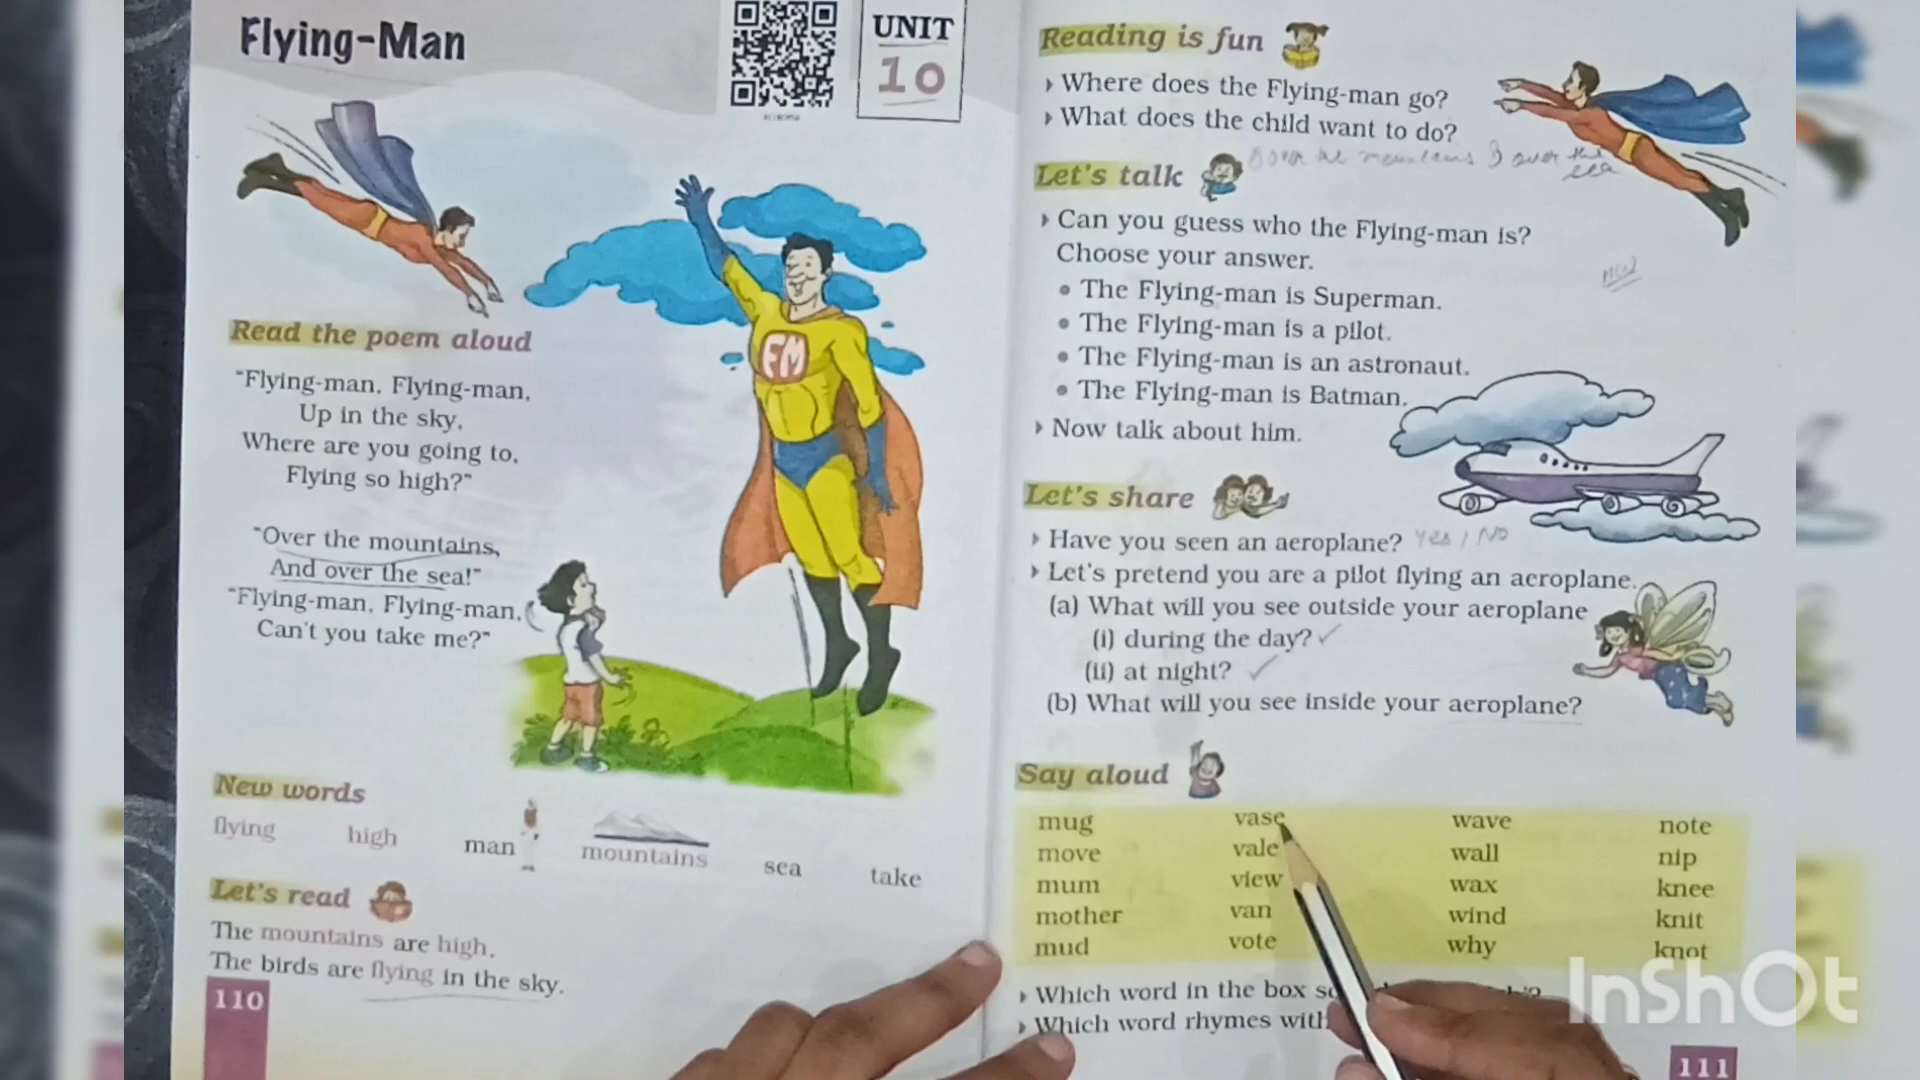 Flying-Man
UNIT
10
Read the poem aloud
"Flying-man, Flying-man,
Up in the sky,
Where are you going to,
Flying so high?"
"Over the mountains,
And over the sea!"
"Flying-man, Flying-man,
Can't you take me?"
FM
New words
flying high man mountains sea take
Let's read
The mountains are high.
The birds are flying in the sky.
110
Reading is fun
Where does the Flying-man go?
What does the child want to do?
over the mountains over the
sea
Let's talk
Can you guess who the Flying-man is?
Choose your answer.
• The Flying-man is Superman.
• The Flying-man is a pilot.
• The Flying-man is an astronaut.
• The Flying-man is Batman.
Now talk about him.
Let's share
Have you seen an aeroplane? Yes / No
Let's pretend you are a pilot flying an aeroplane.
(a) What will you see outside your aeroplane
(i) during the day?
(ii) at night?
(b) What will you see inside your aeroplane?
Say aloud
mug vase wave note
move vale wall nip
mum view wax knee
mother van wind knit
mud vote why knot
Which word in the box
Which word rhymes with
111
InShOt